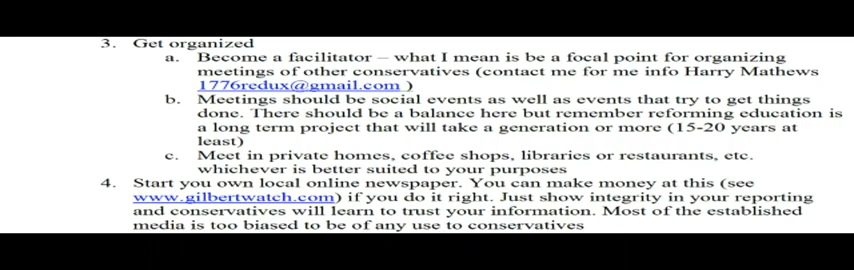 3. Get organized
a. Become a facilitator – what I mean is be a focal point for organizing
meetings of other conservatives (contact me for me info Harry Mathews
1776redux@gmail.com )
b. Meetings should be social events as well as events that try to get things
done. There should be a balance here but remember reforming education is
a long term project that will take a generation or more (15-20 years at
least)
c. Meet in private homes, coffee shops, libraries or restaurants, etc.
whichever is better suited to your purposes
4. Start you own local online newspaper. You can make money at this (see
www.gilbertwatch.com) if you do it right. Just show integrity in your reporting
and conservatives will learn to trust your information. Most of the established
media is too biased to be of any use to conservatives